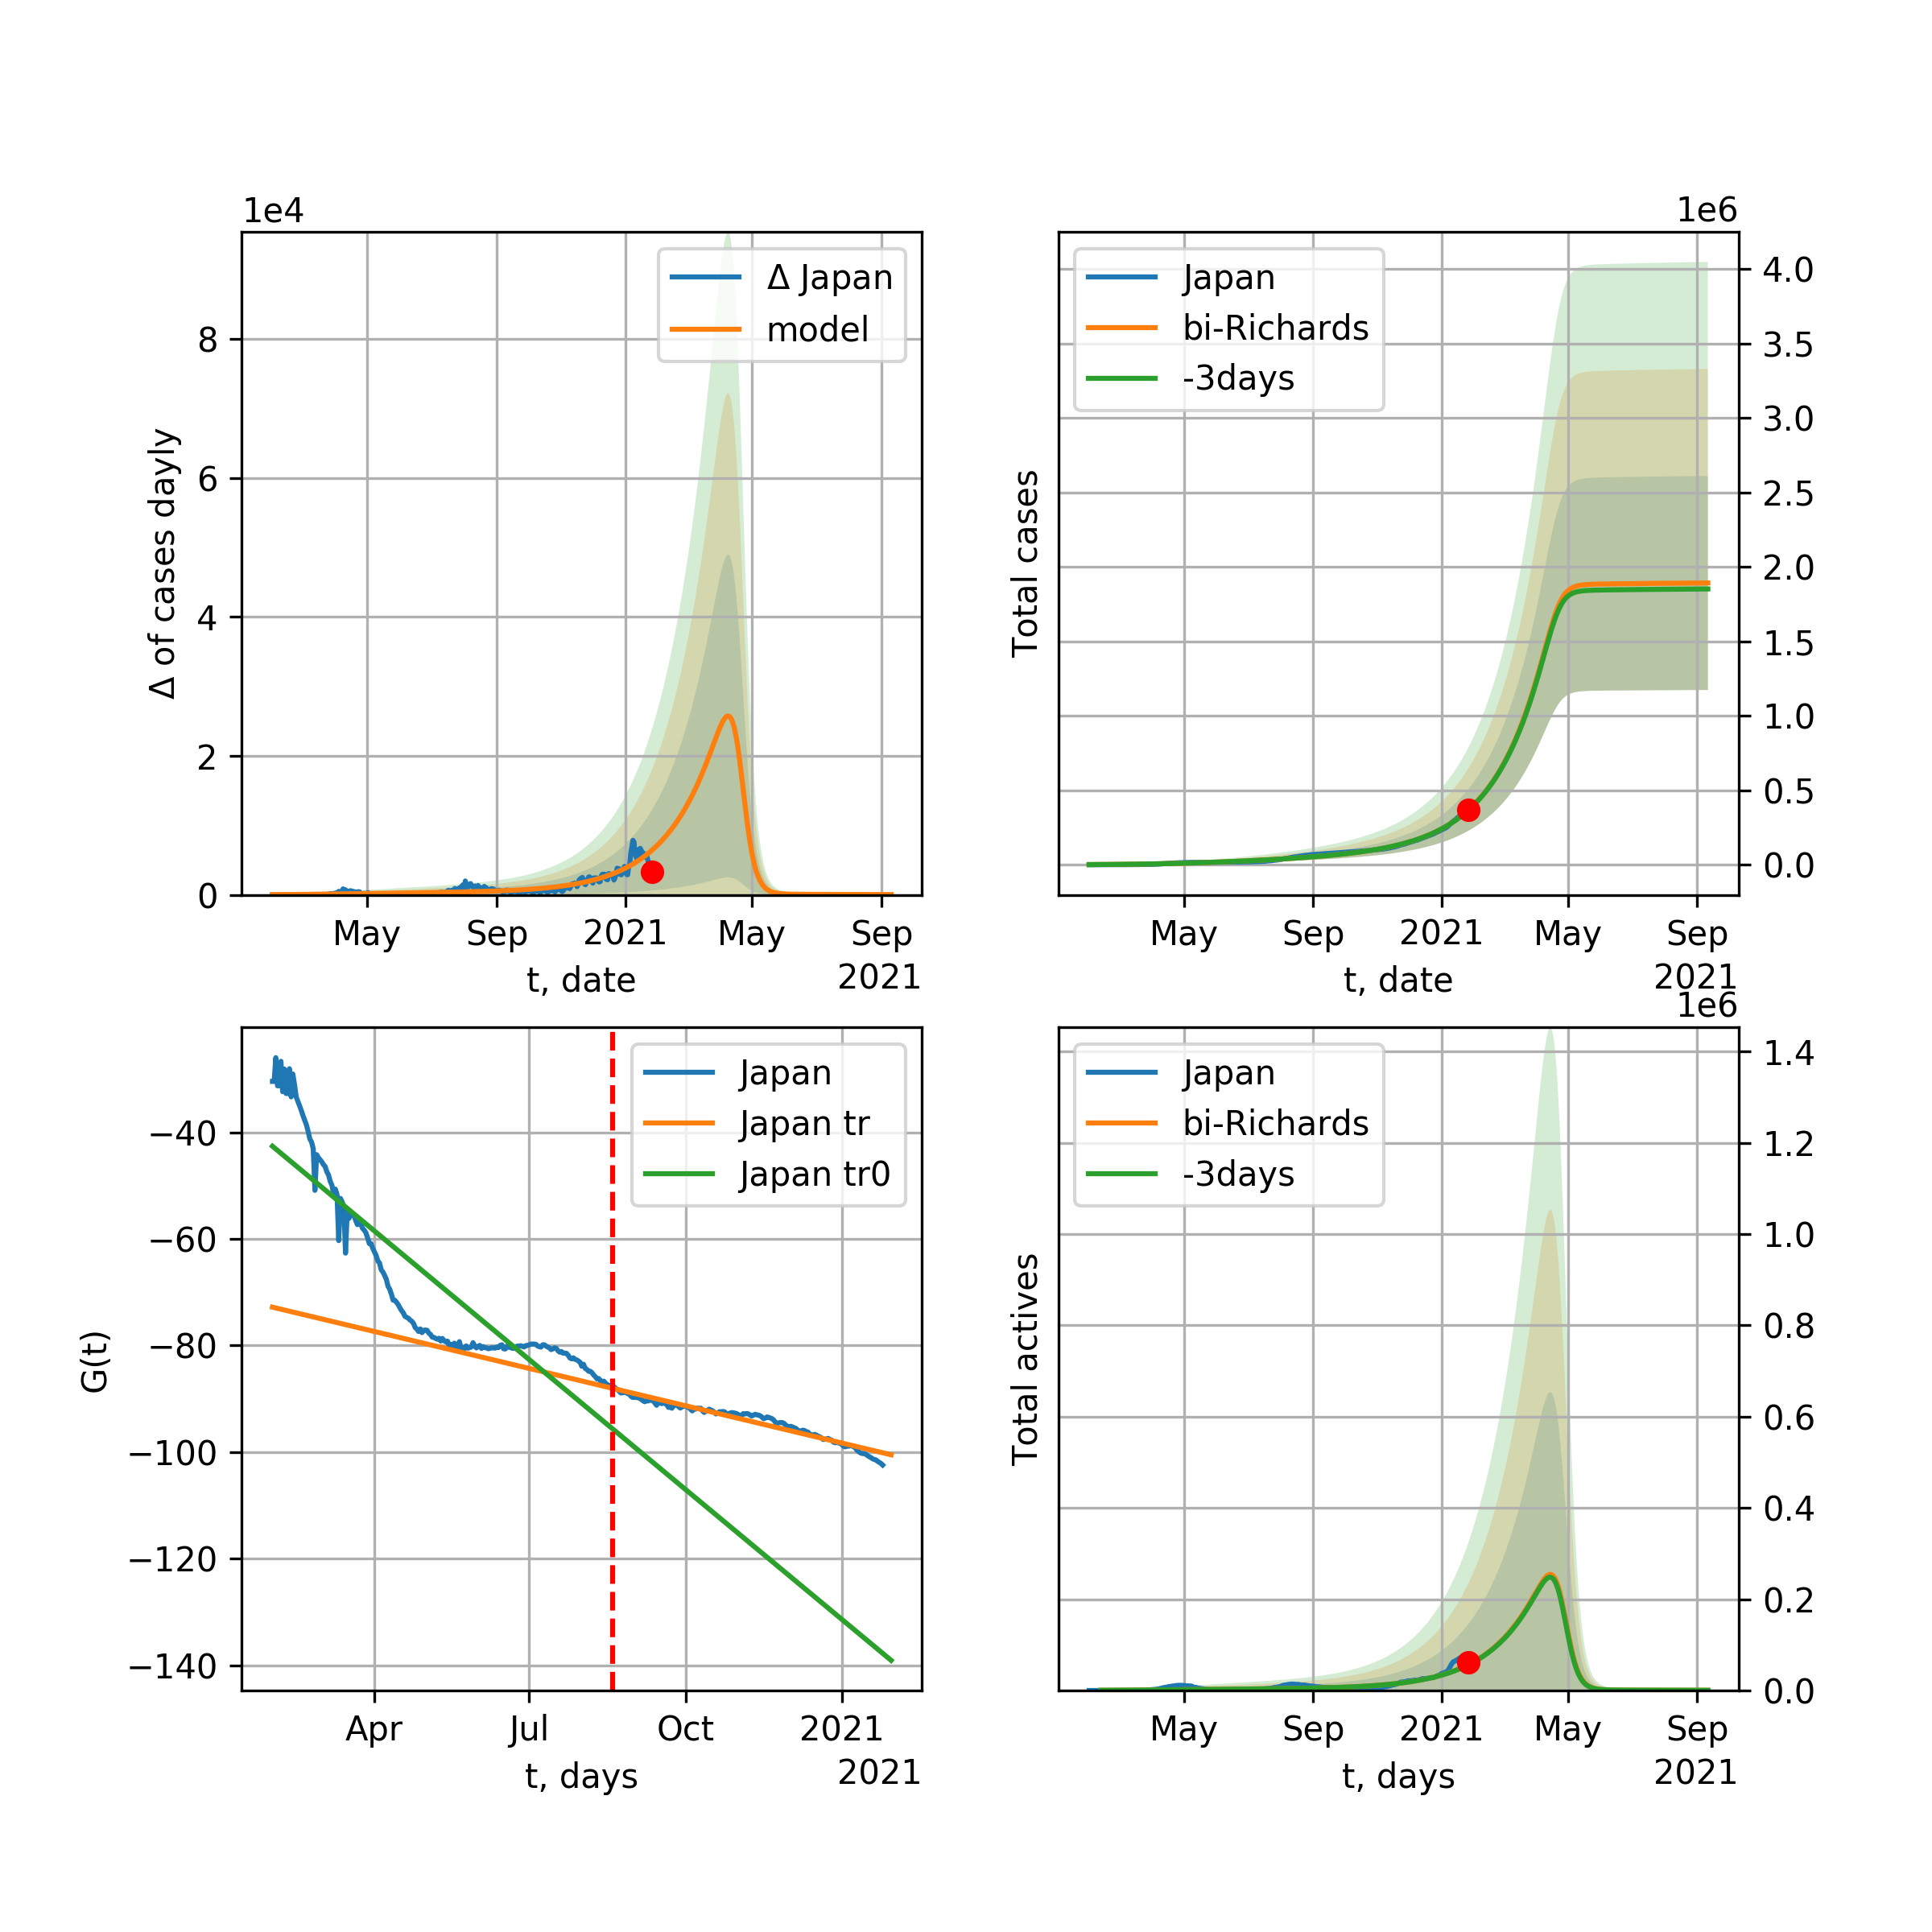 1e4
Δ Japan
model
8
6
4
2
0
Δ of cases dayly
May Sep 2021 May Sep
t, date
2021
1e6
Japan
bi-Richards
-3days
4.0
3.5
3.0
2.5
2.0
1.5
1.0
0.5
0.0
Total cases
May Sep 2021 May Sep
t, date
2021
Japan
Japan tr
Japan tr0
−40
−60
−80
−100
−120
−140
G(t)
Apr Jul Oct 2021
t, days
2021
1e6
Japan
bi-Richards
-3days
1.4
1.2
1.0
0.8
0.6
0.4
0.2
0.0
Total actives
May Sep 2021 May Sep
t, days
2021